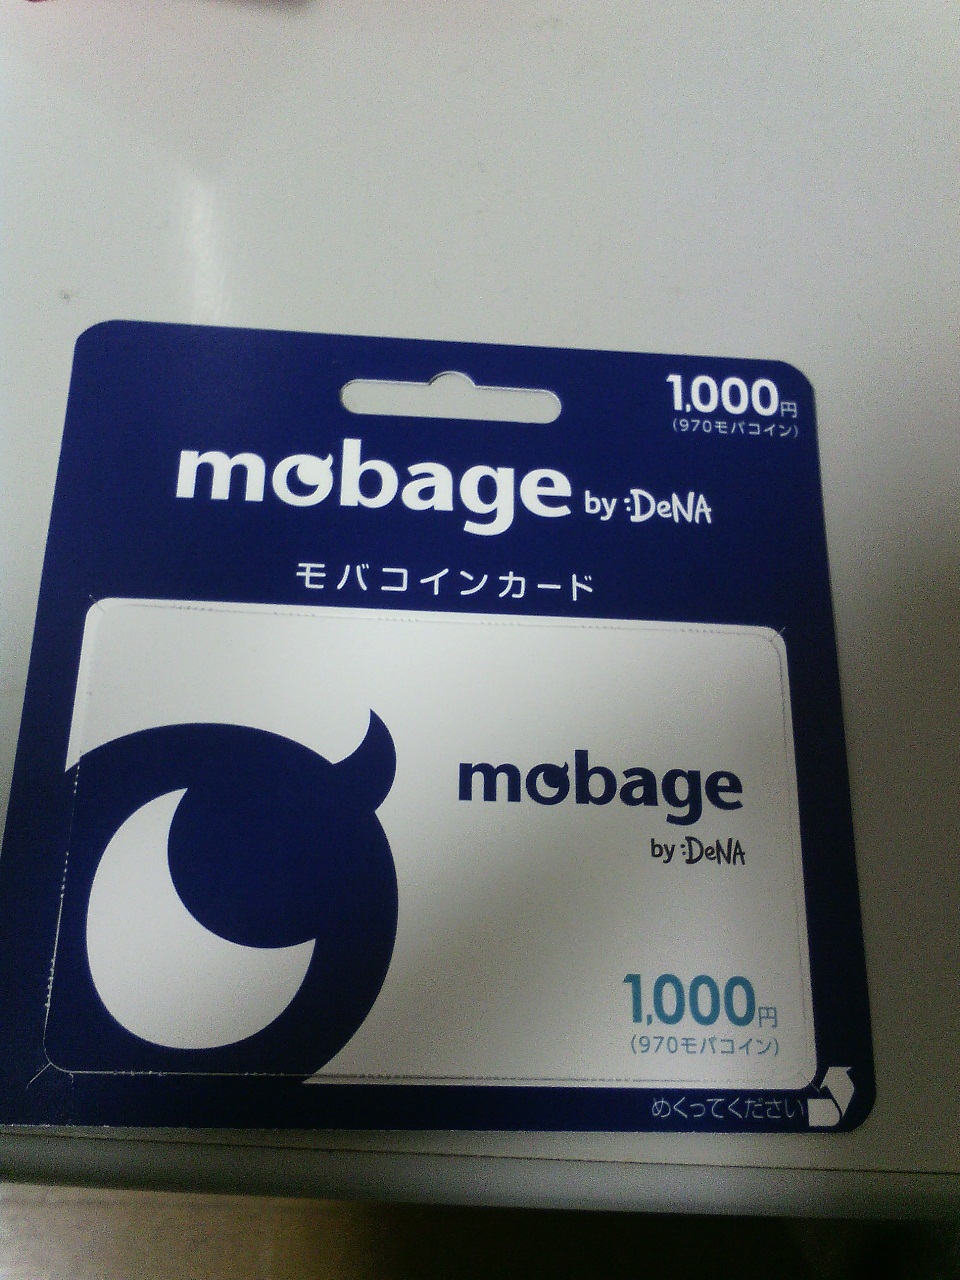 1,000円
(970モバコイン)
mobage by :DeNA
モバコインカード
mobage
by :DeNA
1,000円
(970モバコイン)
めくってください